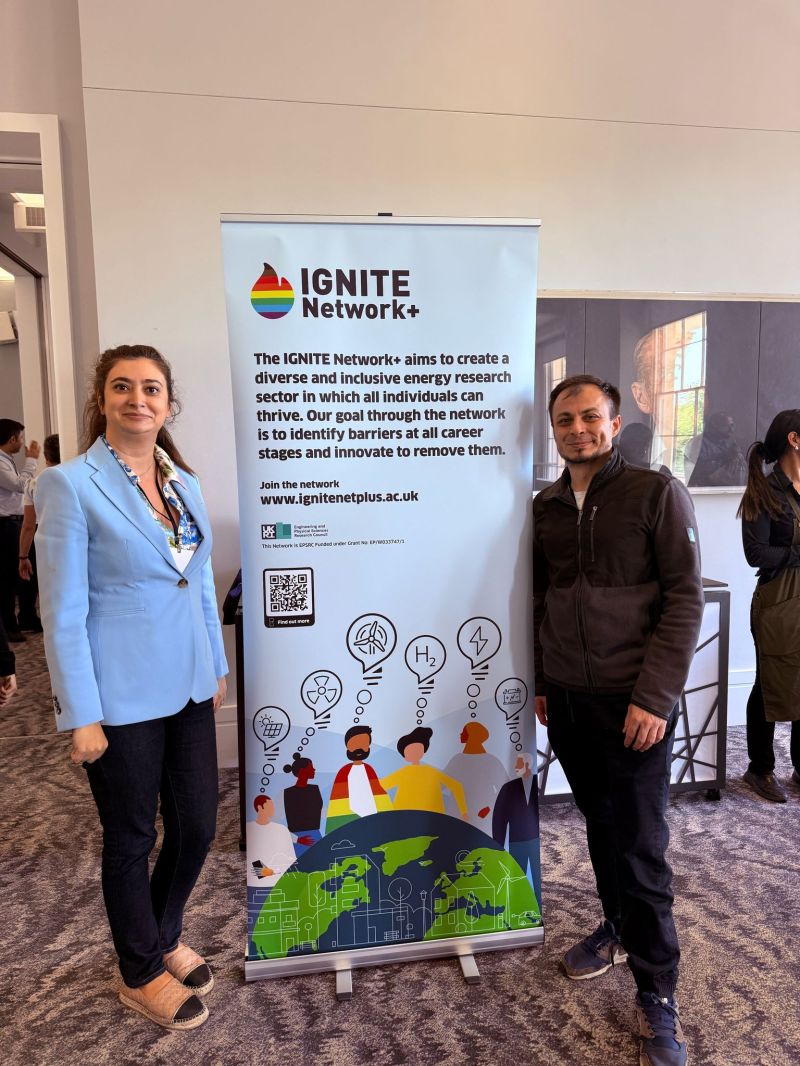 IGNITE
Network+
The IGNITE Network+ aims to create a
diverse and inclusive energy research
sector in which all individuals can
thrive. Our goal through the network
is to identify barriers at all career
stages and innovate to remove them.
Join the network
www.ignitenetplus.ac.uk
UKRI
Engineering and
Physical Sciences
Research Council
This Network is EPSRC Funded under Grant No: EP/W033747/1
Find out more
H2